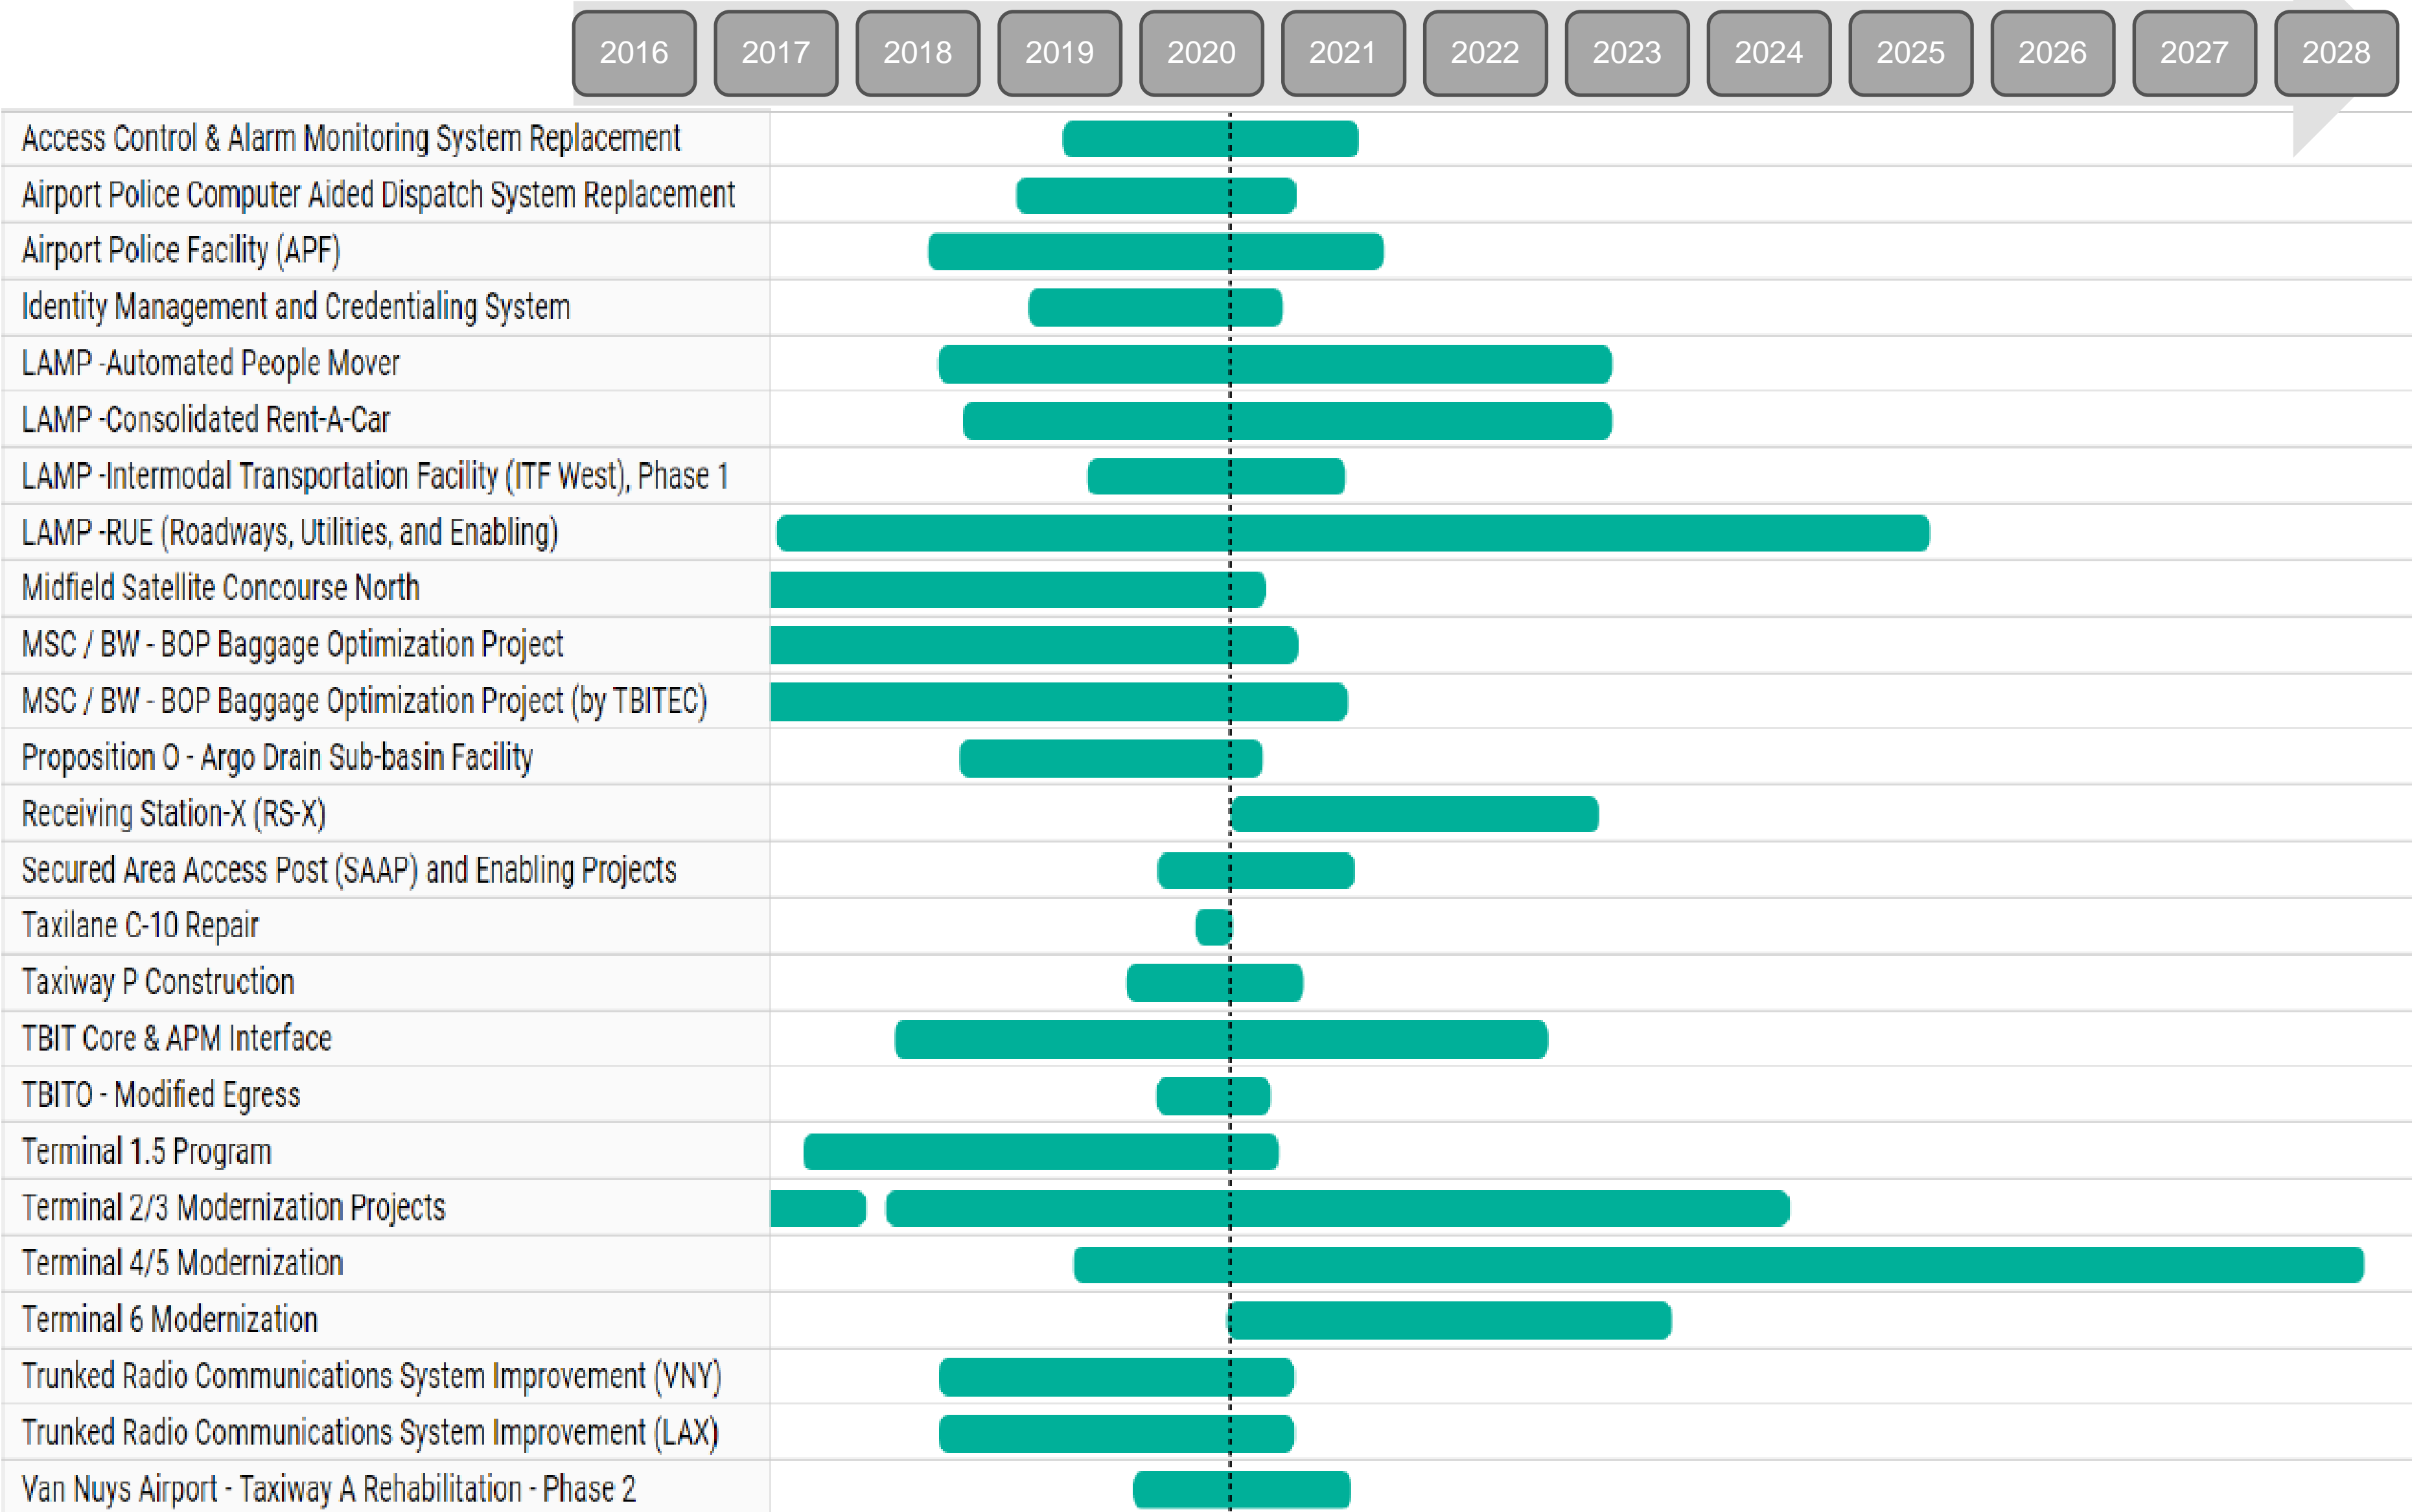 2016 2017 2018 2019 2020 2021 2022 2023 2024 2025 2026 2027 2028
Access Control & Alarm Monitoring System Replacement
Airport Police Computer Aided Dispatch System Replacement
Airport Police Facility (APF)
Identity Management and Credentialing System
LAMP -Automated People Mover
LAMP -Consolidated Rent-A-Car
LAMP -Intermodal Transportation Facility (ITF West), Phase 1
LAMP -RUE (Roadways, Utilities, and Enabling)
Midfield Satellite Concourse North
MSC / BW - BOP Baggage Optimization Project
MSC / BW - BOP Baggage Optimization Project (by TBITEC)
Proposition O - Argo Drain Sub-basin Facility
Receiving Station-X (RS-X)
Secured Area Access Post (SAAP) and Enabling Projects
Taxilane C-10 Repair
Taxiway P Construction
TBIT Core & APM Interface
TBITO - Modified Egress
Terminal 1.5 Program
Terminal 2/3 Modernization Projects
Terminal 4/5 Modernization
Terminal 6 Modernization
Trunked Radio Communications System Improvement (VNY)
Trunked Radio Communications System Improvement (LAX)
Van Nuys Airport - Taxiway A Rehabilitation - Phase 2